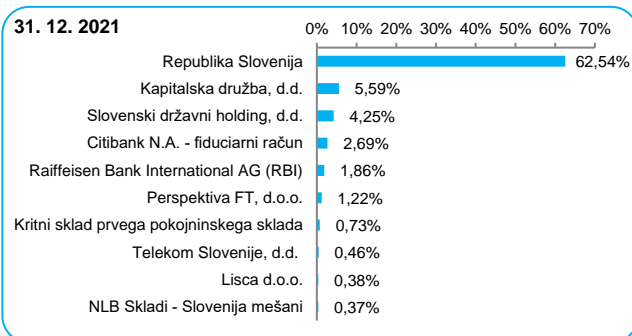 31. 12. 2021
0% 10% 20% 30% 40% 50% 60% 70%
Republika Slovenija 62,54%
Kapitalska družba, d.d. 5,59%
Slovenski državni holding, d.d. 4,25%
Citibank N.A. - fiduciarni račun 2,69%
Raiffeisen Bank International AG (RBI) 1,86%
Perspektiva FT, d.o.o. 1,22%
Kritni sklad prvega pokojninskega sklada 0,73%
Telekom Slovenije, d.d. 0,46%
Lisca d.o.o. 0,38%
NLB Skladi - Slovenija mešani 0,37%